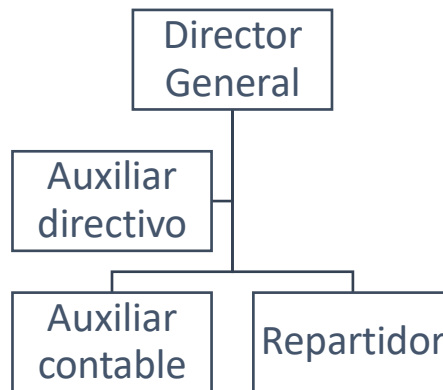 Director
General
Auxiliar
directivo
Auxiliar
contable
Repartidor